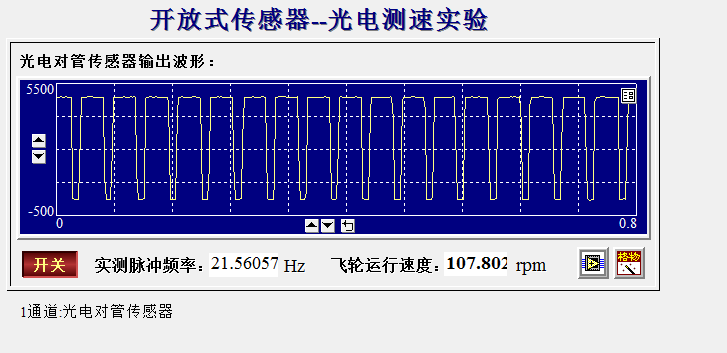 开放式传感器--光电测速实验
光电对管传感器输出波形：
5500
-500
0
0.8
开关
实测脉冲频率：
21.56057
Hz
飞轮运行速度：
107.802
rpm
格物
1通道:光电对管传感器